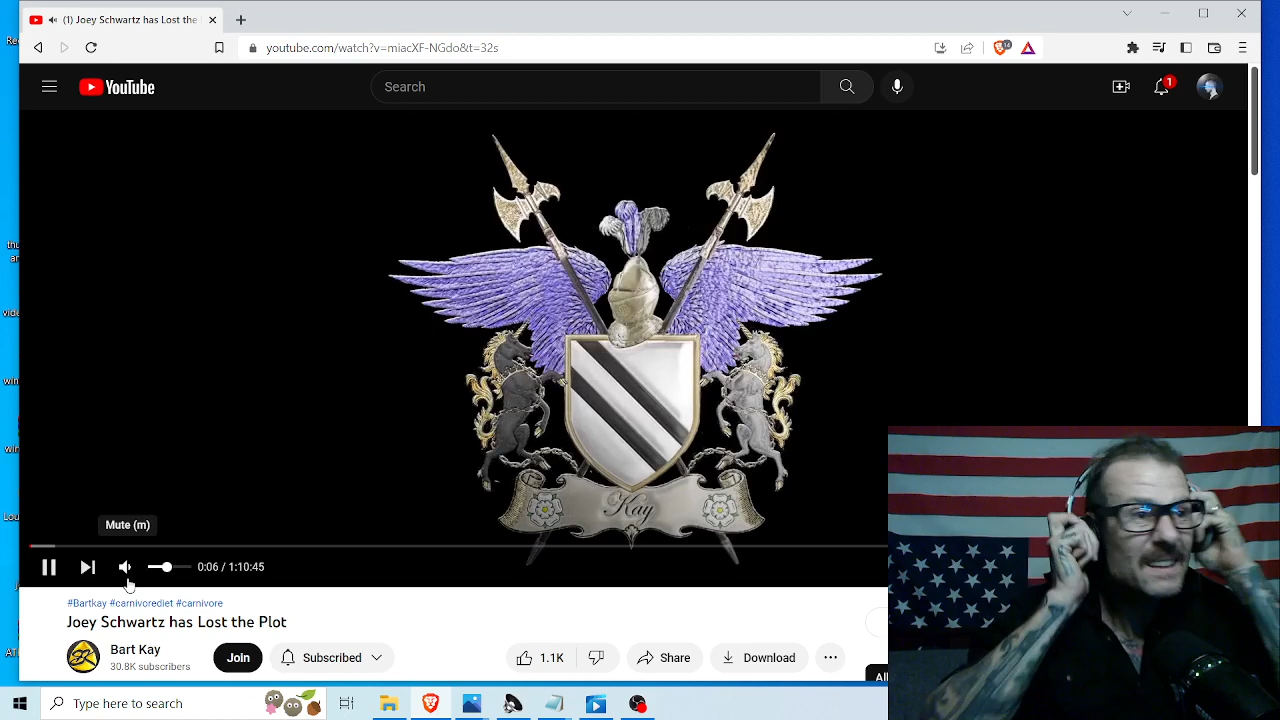 (1) Joey Schwartz has Lost the
youtube.com/watch?v=miacXF-NGdo&t=32s
YouTube
Search
1
Kay
Mute (m)
0:06 / 1:10:45
#Bartkay #carnivorediet #carnivore
Joey Schwartz has Lost the Plot
Bart Kay
30.8K subscribers
Join
Subscribed
1.1K
Share
Download
All
Type here to search